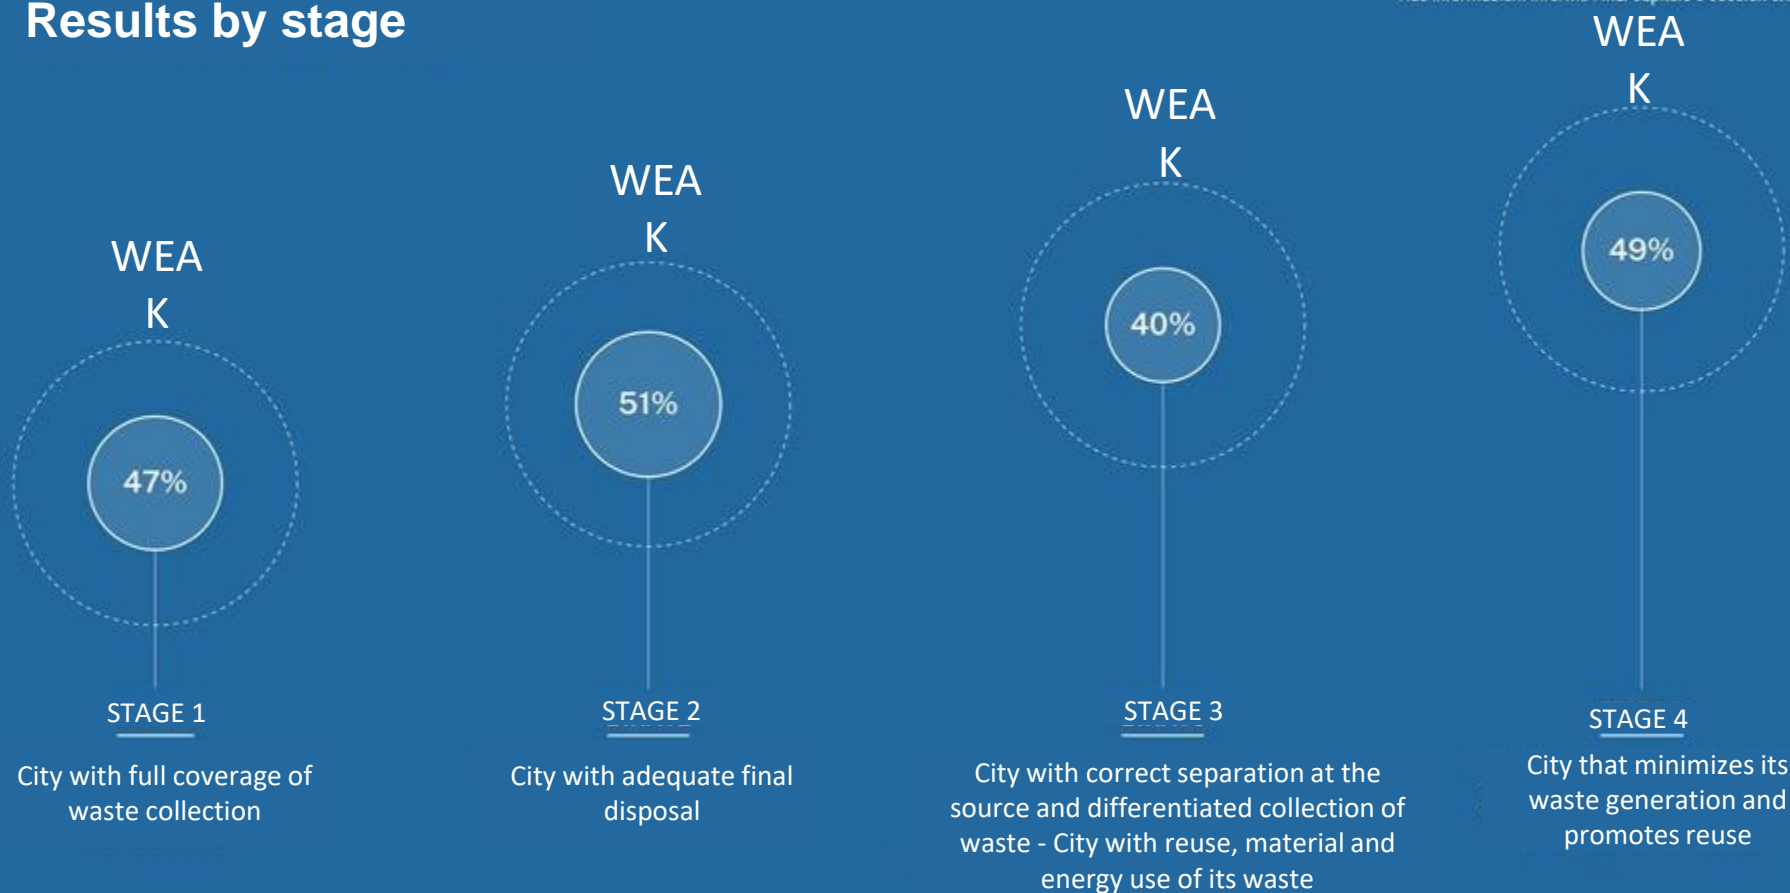 Results by stage
WEA
K
47%
STAGE 1
City with full coverage of
waste collection
WEA
K
51%
STAGE 2
City with adequate final
disposal
WEA
K
40%
STAGE 3
City with correct separation at the
source and differentiated collection of
waste - City with reuse, material and
energy use of its waste
WEA
K
49%
STAGE 4
City that minimizes its
waste generation and
promotes reuse